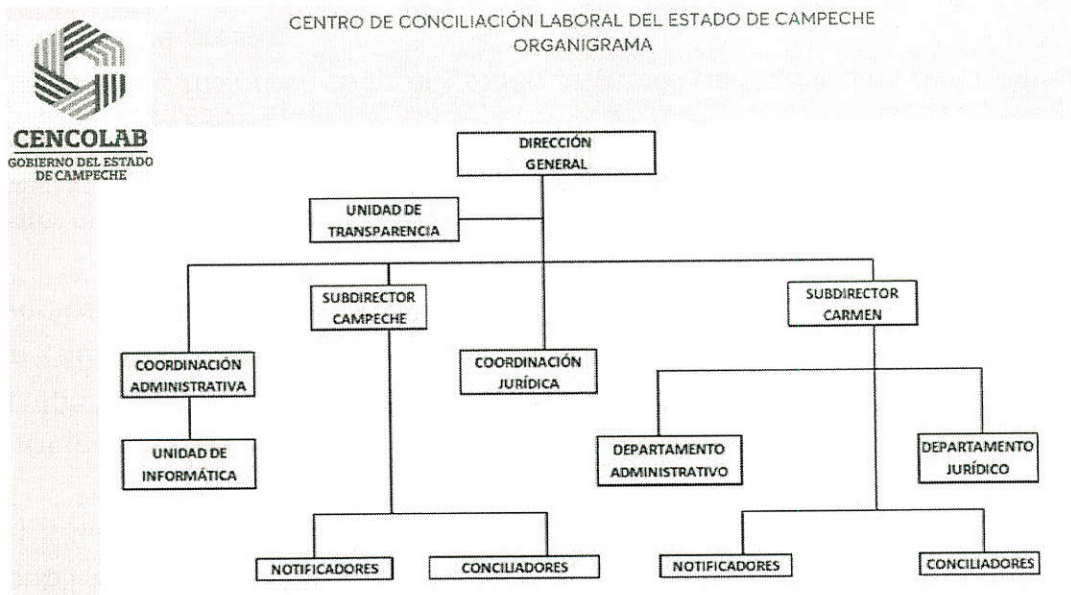 CENTRO DE CONCILIACIÓN LABORAL DEL ESTADO DE CAMPECHE
ORGANIGRAMA
CENCOLAB
GOBIERNO DEL ESTADO
DE CAMPECHE
DIRECCIÓN
GENERAL
UNIDAD DE
TRANSPARENCIA
SUBDIRECTOR
CAMPECHE
SUBDIRECTOR
CARMEN
COORDINACIÓN
ADMINISTRATIVA
COORDINACIÓN
JURÍDICA
UNIDAD DE
INFORMÁTICA
DEPARTAMENTO
ADMINISTRATIVO
DEPARTAMENTO
JURÍDICO
NOTIFICADORES
CONCILIADORES
NOTIFICADORES
CONCILIADORES